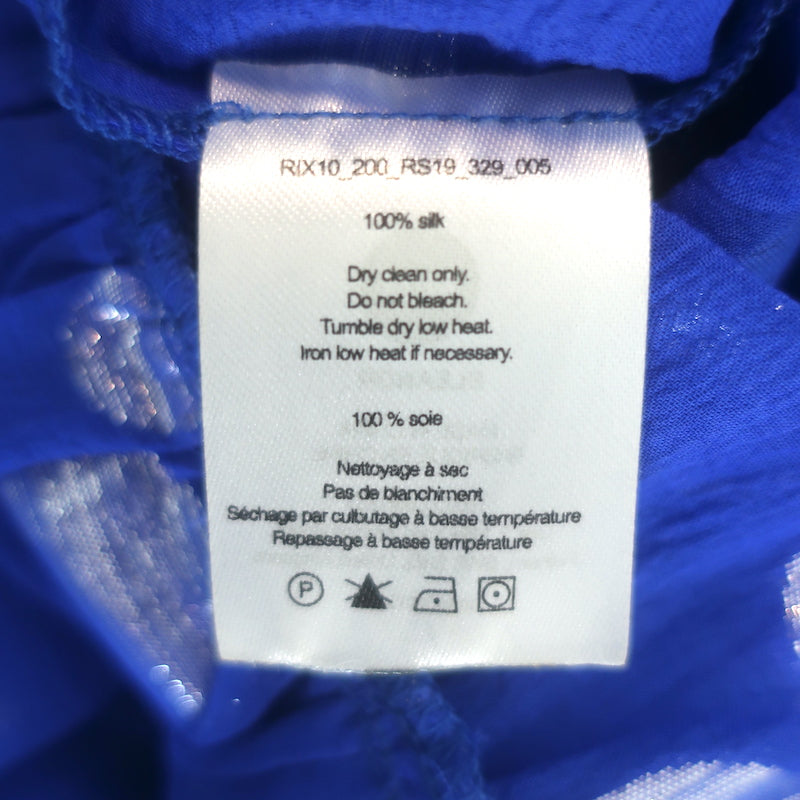 RIX10_200_RS19_329_005
100% silk
Dry clean only.
Do not bleach.
Tumble dry low heat.
Iron low heat if necessary.
100 % soie
Nettoyage à sec
Pas de blanchiment
Séchage par culbutage à basse température
Repassage à basse température
P